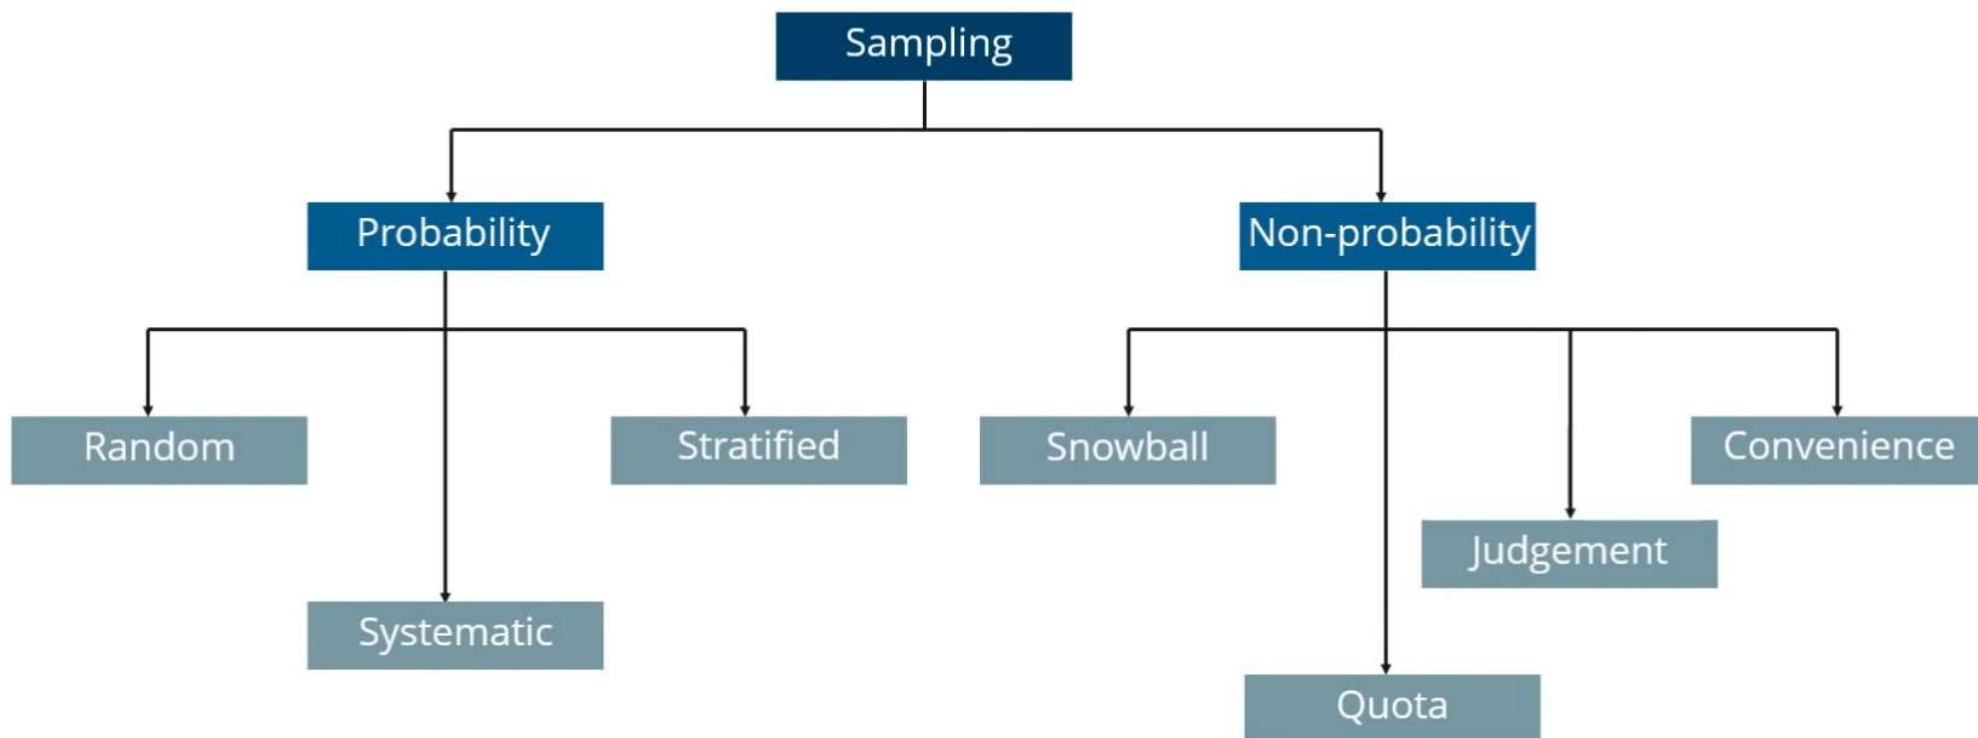 Sampling
Probability
Non-probability
Random
Stratified
Snowball
Convenience
Judgement
Systematic
Quota